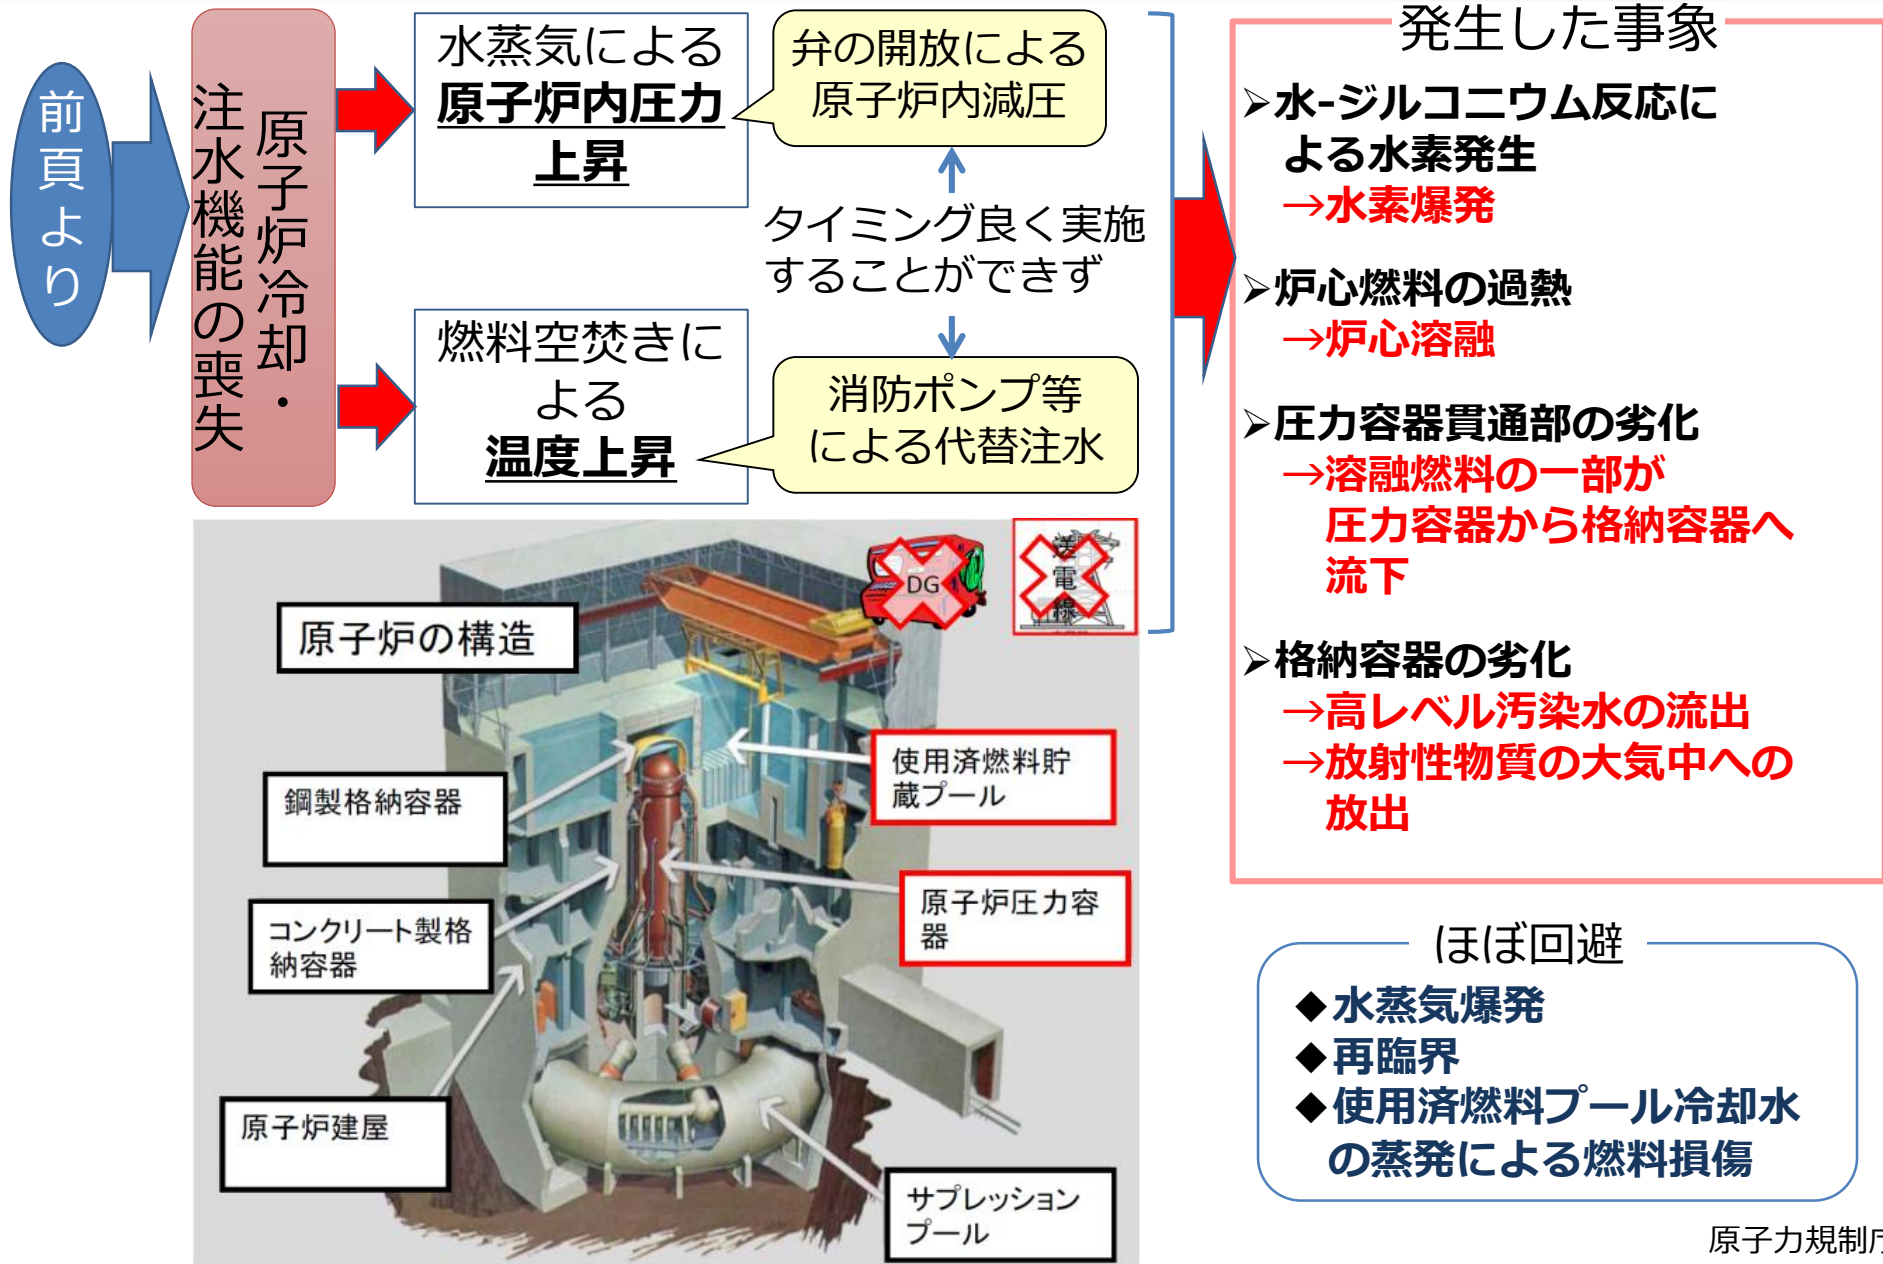 前頁より
原子炉冷却・
注水機能の喪失
水蒸気による
原子炉内圧力
上昇
弁の開放による
原子炉内減圧
タイミング良く実施
することができず
燃料空焚きに
よる
温度上昇
消防ポンプ等
による代替注水
発生した事象
➢水-ジルコニウム反応に
よる水素発生
→水素爆発
➢炉心燃料の過熱
→炉心溶融
➢圧力容器貫通部の劣化
→溶融燃料の一部が
圧力容器から格納容器へ
流下
➢格納容器の劣化
→高レベル汚染水の流出
→放射性物質の大気中への
放出
DG
送
電
線
原子炉の構造
鋼製格納容器
コンクリート製格
納容器
原子炉建屋
使用済燃料貯
蔵プール
原子炉圧力容
器
サプレッション
プール
ほぼ回避
◆水蒸気爆発
◆再臨界
◆使用済燃料プール冷却水
の蒸発による燃料損傷
原子力規制庁